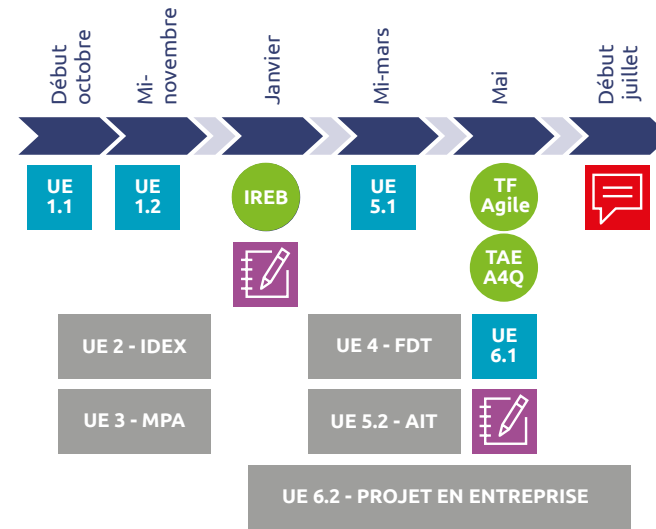 Début
octobre
Mi-
novembre
Janvier
Mi-mars
Mai
Début
juillet
UE
1.1
UE
1.2
IREB
UE
5.1
TF
Agile
TAE
A4Q
UE 2 - IDEX
UE 4 - FDT
UE
6.1
UE 3 - MPA
UE 5.2 - AIT
UE 6.2 - PROJET EN ENTREPRISE